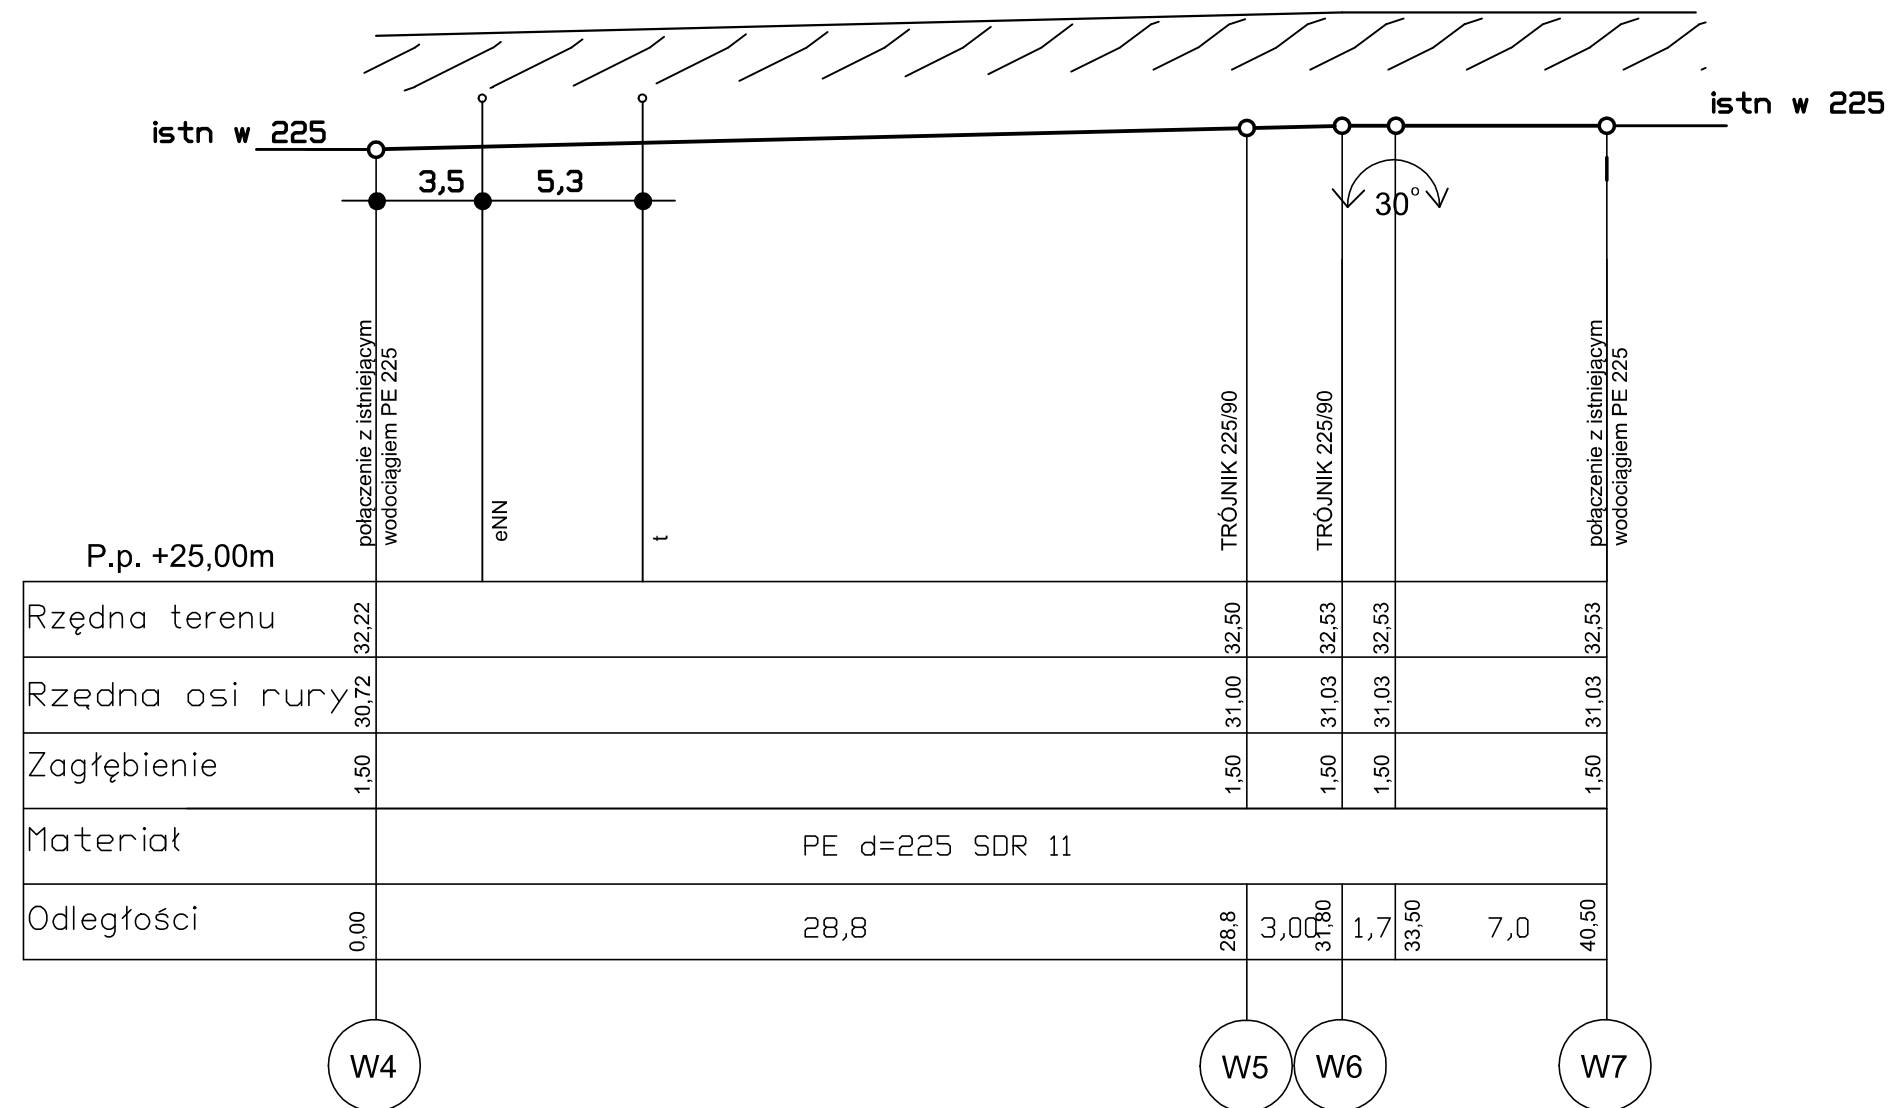 istn w 225
istn w 225
3,5
5,3
30°
połączenie z istniejącym
wodociągiem PE 225
eNN
t
TRÓJNIK 225/90
TRÓJNIK 225/90
połączenie z istniejącym
wodociągiem PE 225
P.p. +25,00m
Rzędna terenu 32,22 32,50 32,53 32,53 32,53
Rzędna osi rury 30,72 31,00 31,03 31,03 31,03
Zagłębienie 1,50 1,50 1,50 1,50 1,50
Materiał PE d=225 SDR 11
Odległości 0,00 28,8 28,8 3,00 31,80 1,7 33,50 7,0 40,50
W4 W5 W6 W7